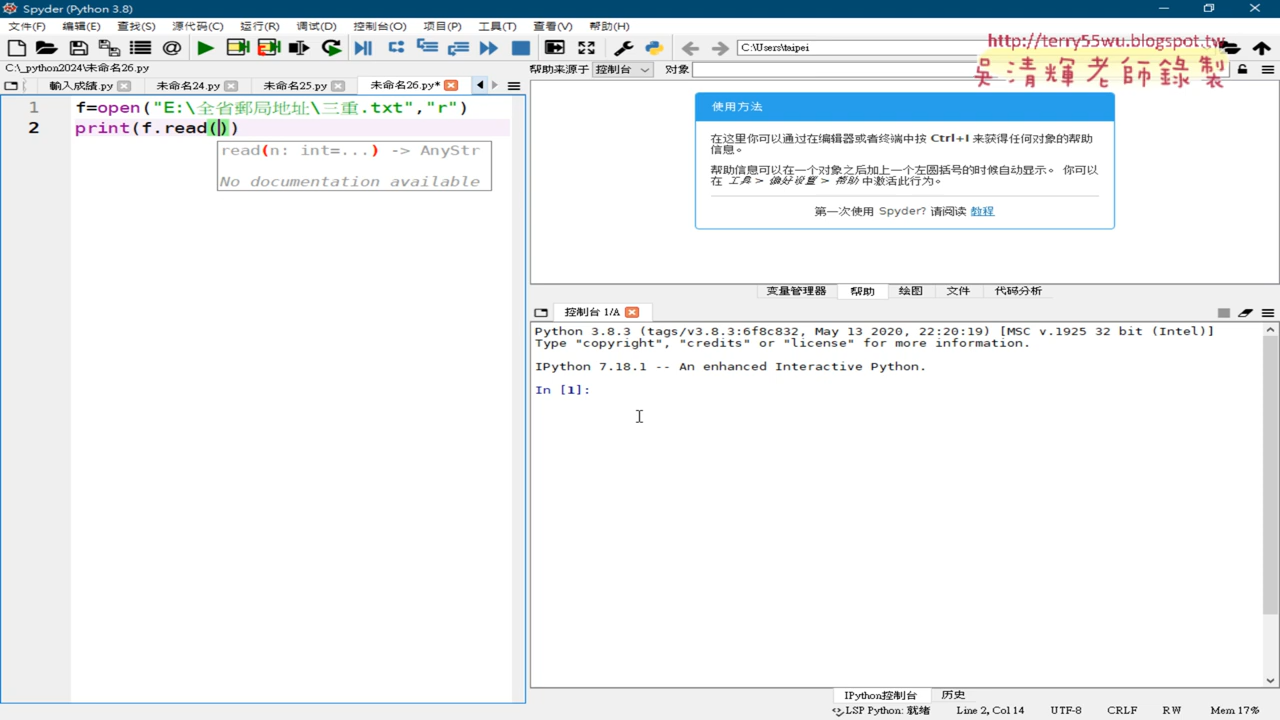 Spyder (Python 3.8)
文件(F) 编辑(E) 查找(S) 源代码(C) 运行(R) 调试(D) 控制台(O) 项目(P) 工具(T) 查看(V) 帮助(H)
C:\Users\taipei
http://terry55wu.blogspot.tw
吳清輝老師錄製
C:\_python2024\未命名26.py
帮助来源于 控制台 对象
輸入成績.py 未命名24.py 未命名25.py 未命名26.py*
1 f=open("E:\全省郵局地址\三重.txt","r")
2 print(f.read())
read(n: int=...) -> AnyStr
No documentation available
使用方法
在这里你可以通过在编辑器或者终端中按 Ctrl+I 来获得任何对象的帮助
信息。
帮助信息可以在一个对象之后加上一个左圆括号的时候自动显示。 你可以
在 工具 > 偏好设置 > 帮助 中激活此行为。
第一次使用 Spyder? 请阅读 教程
变量管理器 帮助 绘图 文件 代码分析
控制台 1/A
Python 3.8.3 (tags/v3.8.3:6f8c832, May 13 2020, 22:20:19) [MSC v.1925 32 bit (Intel)]
Type "copyright", "credits" or "license" for more information.
IPython 7.18.1 -- An enhanced Interactive Python.
In [1]:
IPython控制台 历史
LSP Python: 就绪 Line 2, Col 14 UTF-8 CRLF RW Mem 17%